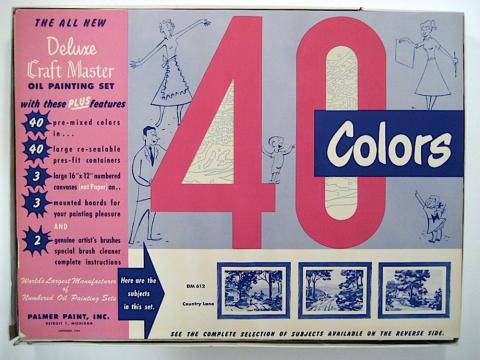 THE ALL NEW
Deluxe
Craft Master
OIL PAINTING SET
with these PLUS features
40 pre-mixed colors
in...
40 large re-sealable
pres-fit containers
3 large 16"x12" numbered
canvases (not Paper) on..
3 mounted boards for
your painting pleasure
AND
2 genuine artist's brushes
special brush cleaner
complete instructions
World's Largest Manufacturer
of
Numbered Oil Painting Sets
PALMER PAINT, INC.
DETROIT 7, MICHIGAN
40
Colors
Here are the
subjects
in this set.
DM 612
Country Lane
SEE THE COMPLETE SELECTION OF SUBJECTS AVAILABLE ON THE REVERSE SIDE.